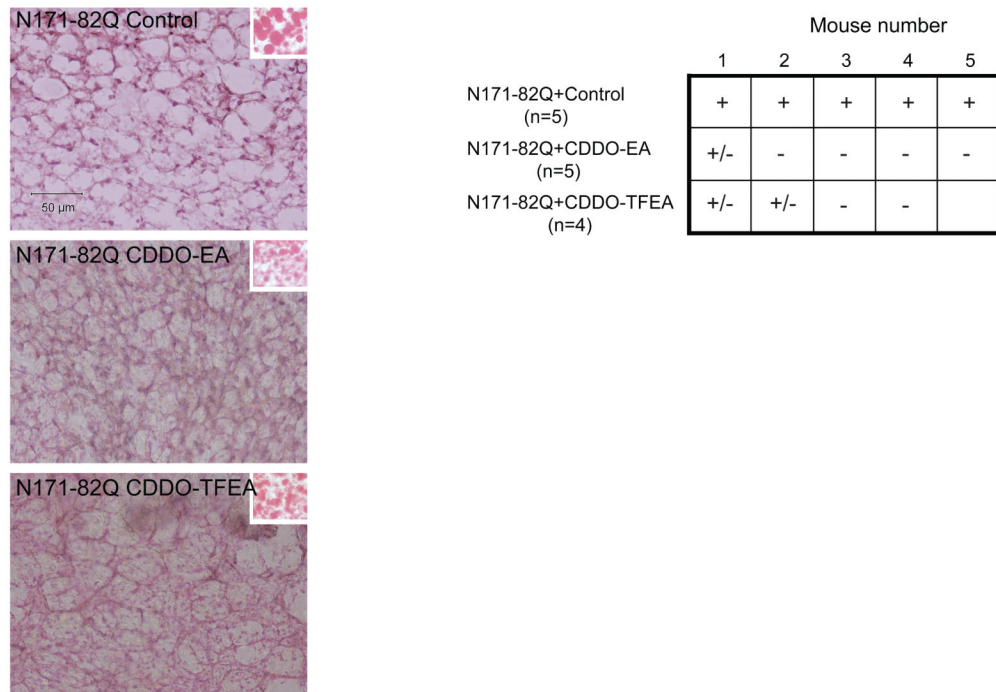 N171-82Q Control
50 µm
N171-82Q CDDO-EA
N171-82Q CDDO-TFEA
Mouse number
1 2 3 4 5
N171-82Q+Control
(n=5)
+ + + + +
N171-82Q+CDDO-EA
(n=5)
+/- - - - -
N171-82Q+CDDO-TFEA
(n=4)
+/- +/- - -